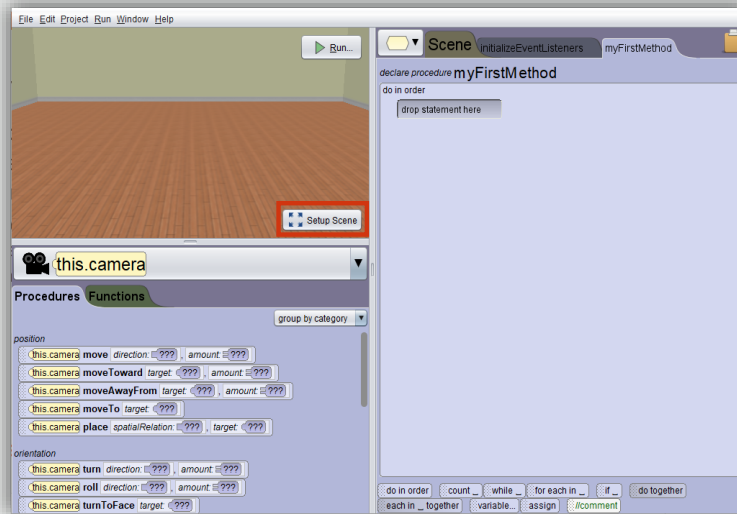 File Edit Project Run Window Help
Run...
Setup Scene
this.camera
Procedures Functions
group by category
position
this.camera move direction: ??? , amount: ???
this.camera moveToward target: ??? , amount: ???
this.camera moveAwayFrom target: ??? , amount: ???
this.camera moveTo target: ???
this.camera place spatialRelation: ??? , target: ???
orientation
this.camera turn direction: ??? , amount: ???
this.camera roll direction: ??? , amount: ???
this.camera turnToFace target: ???
Scene initializeEventListeners myFirstMethod
declare procedure myFirstMethod
do in order
drop statement here
do in order count _ while _ for each in _ if _ do together
each in _ together variable... assign //comment